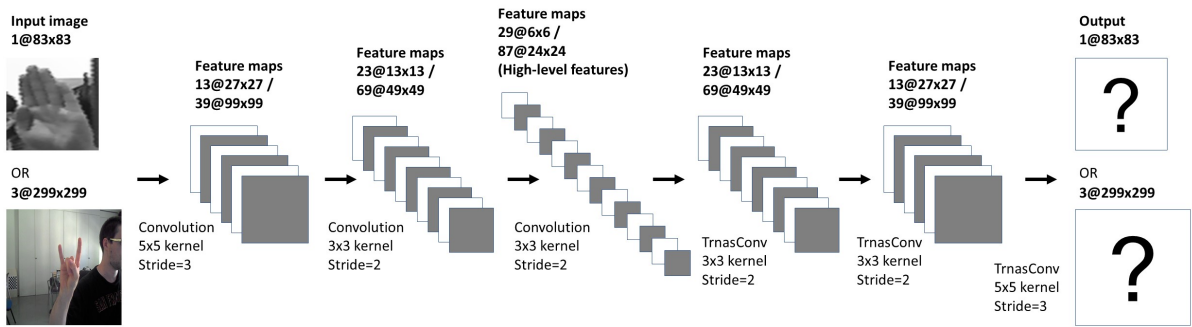 Input image
1@83x83
OR
3@299x299
Feature maps
13@27x27 /
39@99x99
Convolution
5x5 kernel
Stride=3
Feature maps
23@13x13 /
69@49x49
Convolution
3x3 kernel
Stride=2
Feature maps
29@6x6 /
87@24x24
(High-level features)
Convolution
3x3 kernel
Stride=2
Feature maps
23@13x13 /
69@49x49
TrnasConv
3x3 kernel
Stride=2
Feature maps
13@27x27 /
39@99x99
TrnasConv
3x3 kernel
Stride=2
TrnasConv
5x5 kernel
Stride=3
Output
1@83x83
?
OR
3@299x299
?